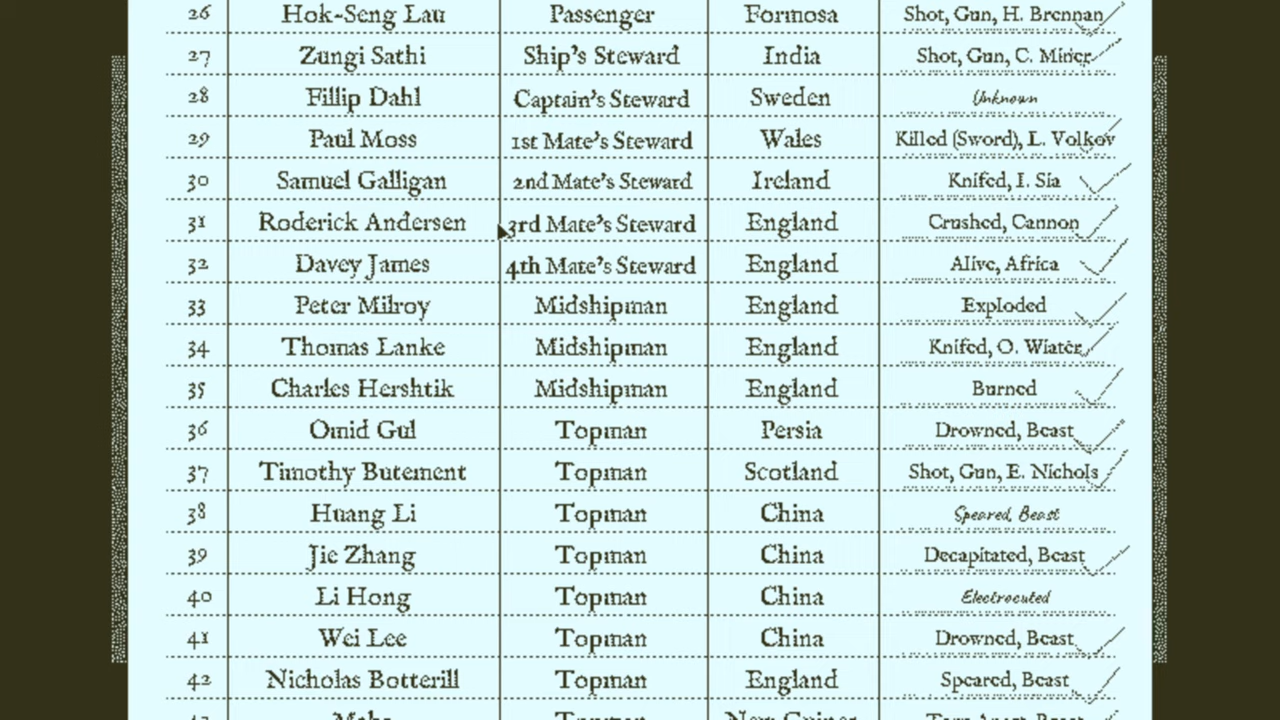 26 Hok-Seng Lau Passenger Formosa Shot, Gun, H. Brennan
27 Zungi Sathi Ship's Steward India Shot, Gun, C. Miner
28 Fillip Dahl Captain's Steward Sweden Unknown
29 Paul Moss 1st Mate's Steward Wales Killed (Sword), L. Volkov
30 Samuel Galligan 2nd Mate's Steward Ireland Knifed, I. Sia
31 Roderick Andersen 3rd Mate's Steward England Crushed, Cannon
32 Davey James 4th Mate's Steward England Alive, Africa
33 Peter Milroy Midshipman England Exploded
34 Thomas Lanke Midshipman England Knifed, O. Wiater
35 Charles Hershtik Midshipman England Burned
36 Omid Gul Topman Persia Drowned, Beast
37 Timothy Butement Topman Scotland Shot, Gun, E. Nichols
38 Huang Li Topman China Speared, Beast
39 Jie Zhang Topman China Decapitated, Beast
40 Li Hong Topman China Electrocuted
41 Wei Lee Topman China Drowned, Beast
42 Nicholas Botterill Topman England Speared, Beast